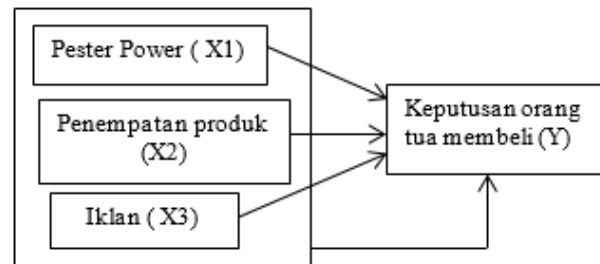 Pester Power ( X1)
Penempatan produk
(X2)
Iklan ( X3)
Keputusan orang
tua membeli (Y)